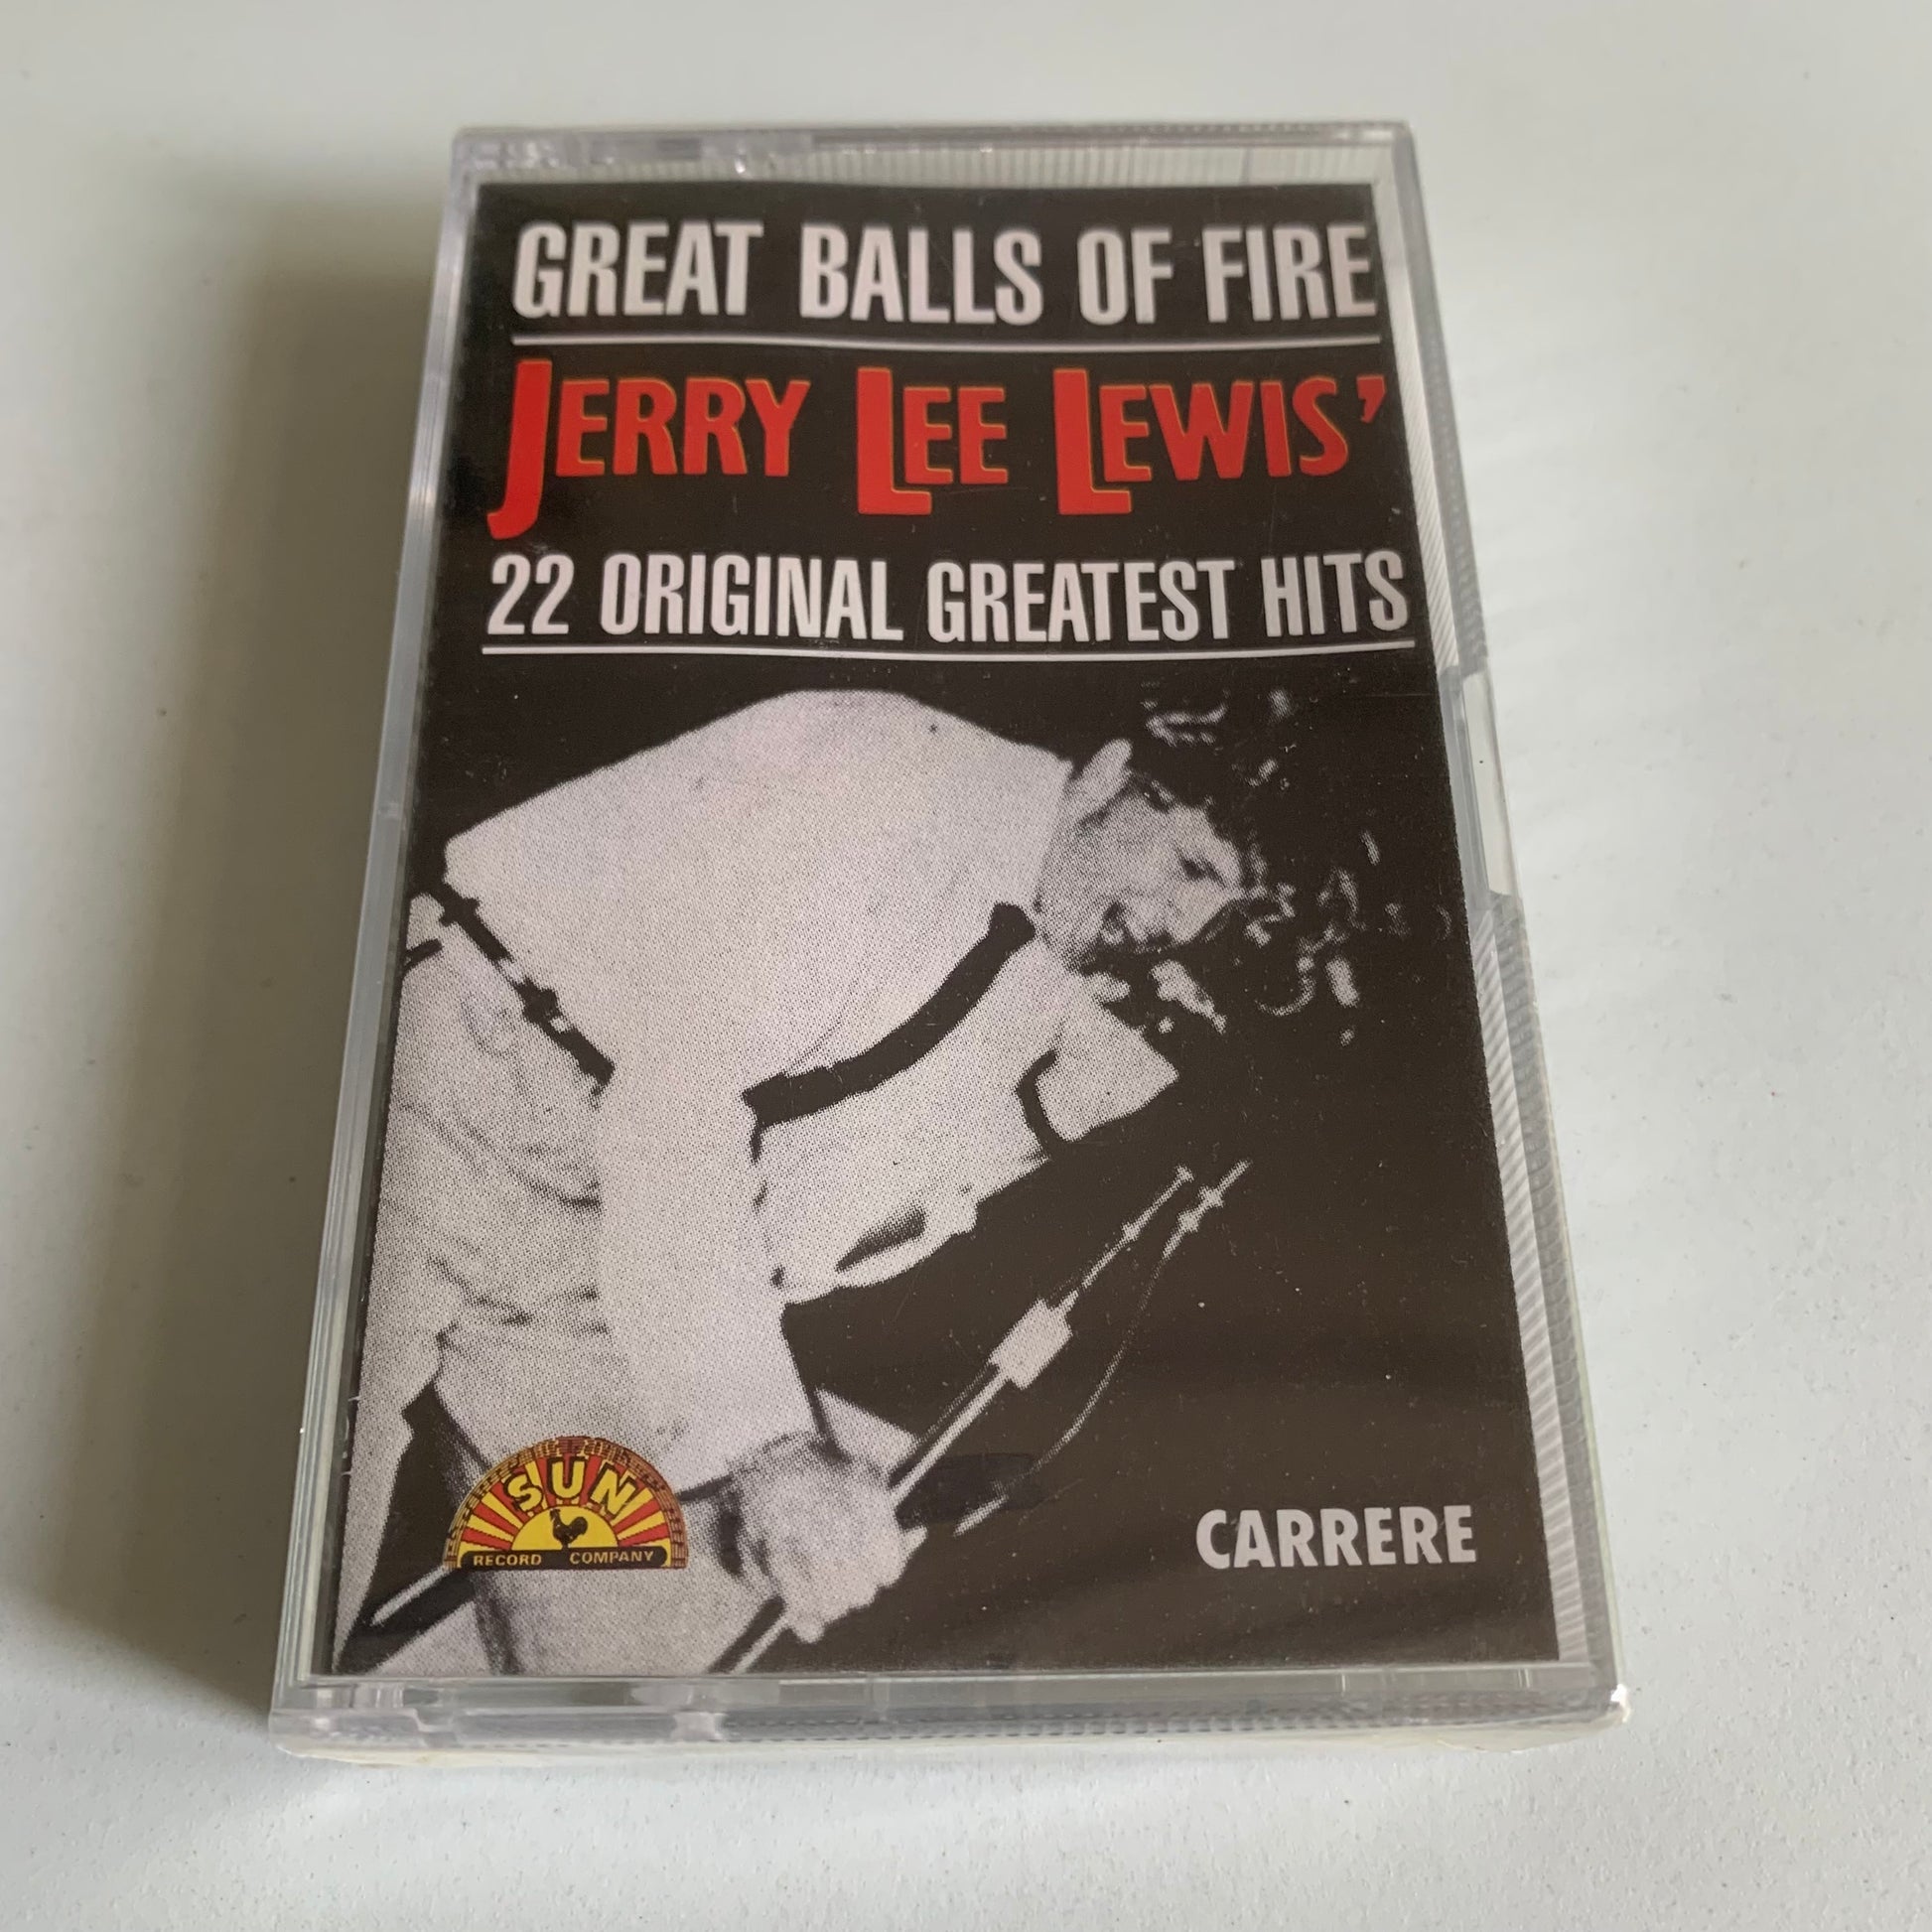 GREAT BALLS OF FIRE
JERRY LEE LEWIS'
22 ORIGINAL GREATEST HITS
SUN
RECORD COMPANY
CARRERE